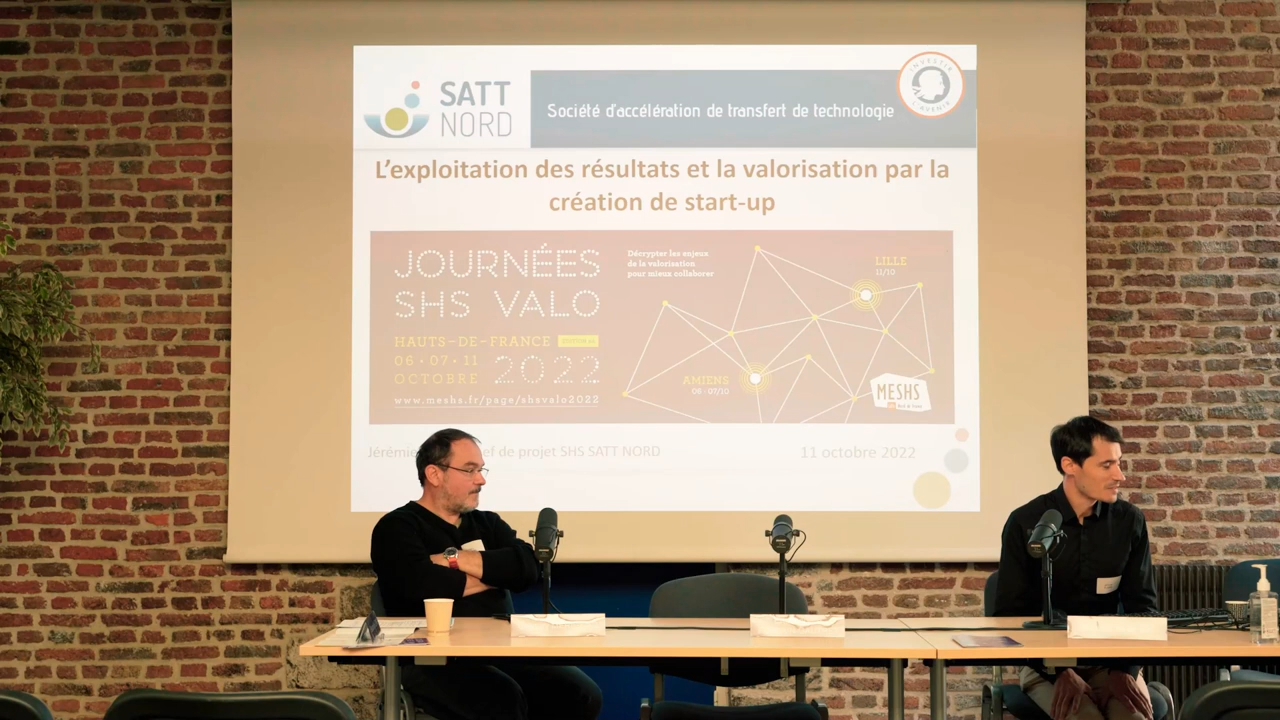 SATT
NORD
Société d'accélération de transfert de technologie
INVESTIR
L'AVENIR
L'exploitation des résultats et la valorisation par la
création de start-up
JOURNÉES
SHS VALO
HAUTS-DE-FRANCE
06 • 07 • 11
OCTOBRE
2022
www.meshs.fr/page/shsvalo2022
Décrypter les enjeux
de la valorisation
pour mieux collaborer
LILLE
11/10
AMIENS
06 • 07/10
MESHS
Jérémie
de projet SHS SATT NORD
11 octobre 2022